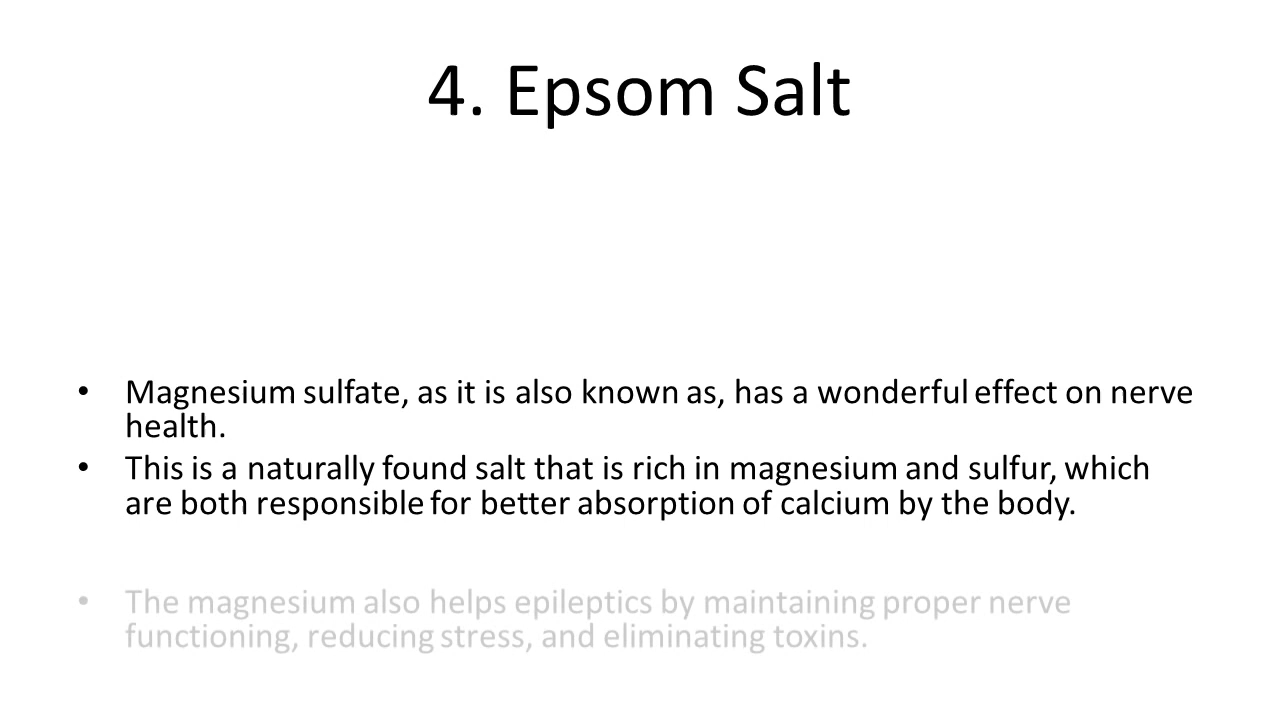 4. Epsom Salt
• Magnesium sulfate, as it is also known as, has a wonderful effect on nerve
health.
• This is a naturally found salt that is rich in magnesium and sulfur, which
are both responsible for better absorption of calcium by the body.
• The magnesium also helps epileptics by maintaining proper nerve
functioning, reducing stress, and eliminating toxins.